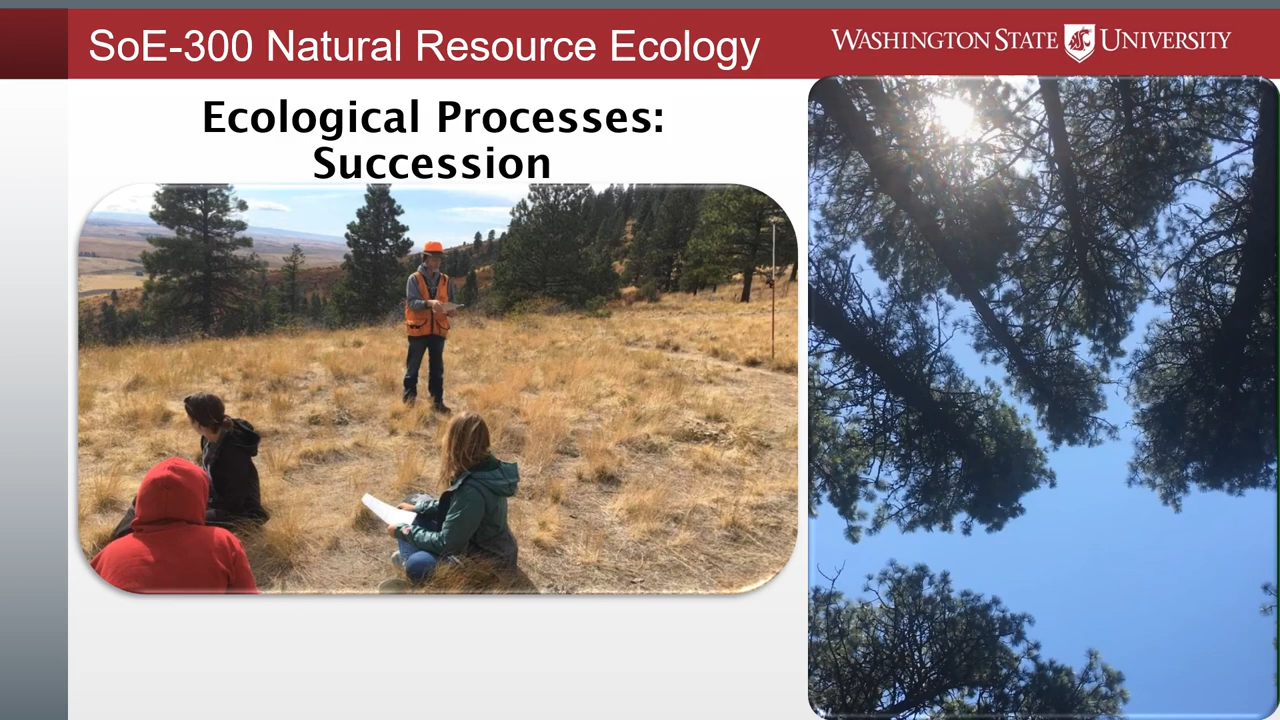 SoE-300 Natural Resource Ecology
WASHINGTON STATE UNIVERSITY
Ecological Processes:
Succession